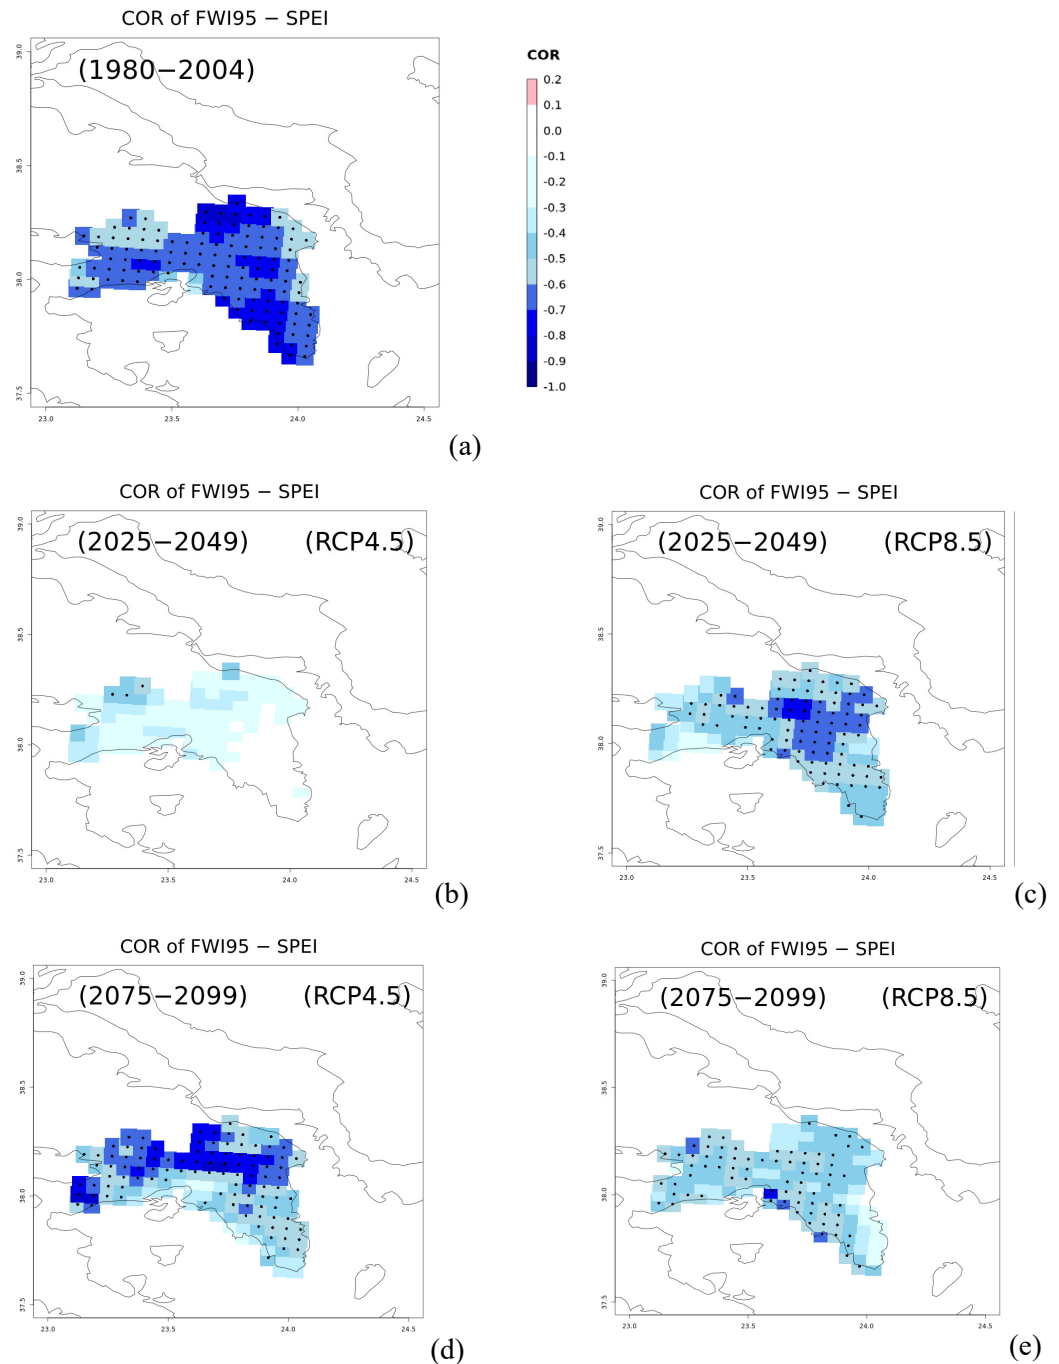 COR of FWI95 − SPEI
(1980−2004)
39.0
38.5
38.0
37.5
23.0 23.5 24.0 24.5
COR
0.2
0.1
0.0
-0.1
-0.2
-0.3
-0.4
-0.5
-0.6
-0.7
-0.8
-0.9
-1.0
(a)
COR of FWI95 − SPEI
(2025−2049) (RCP4.5)
39.0
38.5
38.0
37.5
23.0 23.5 24.0 24.5
(b)
COR of FWI95 − SPEI
(2025−2049) (RCP8.5)
39.0
38.5
38.0
37.5
23.0 23.5 24.0 24.5
(c)
COR of FWI95 − SPEI
(2075−2099) (RCP4.5)
39.0
38.5
38.0
37.5
23.0 23.5 24.0 24.5
(d)
COR of FWI95 − SPEI
(2075−2099) (RCP8.5)
39.0
38.5
38.0
37.5
23.0 23.5 24.0 24.5
(e)